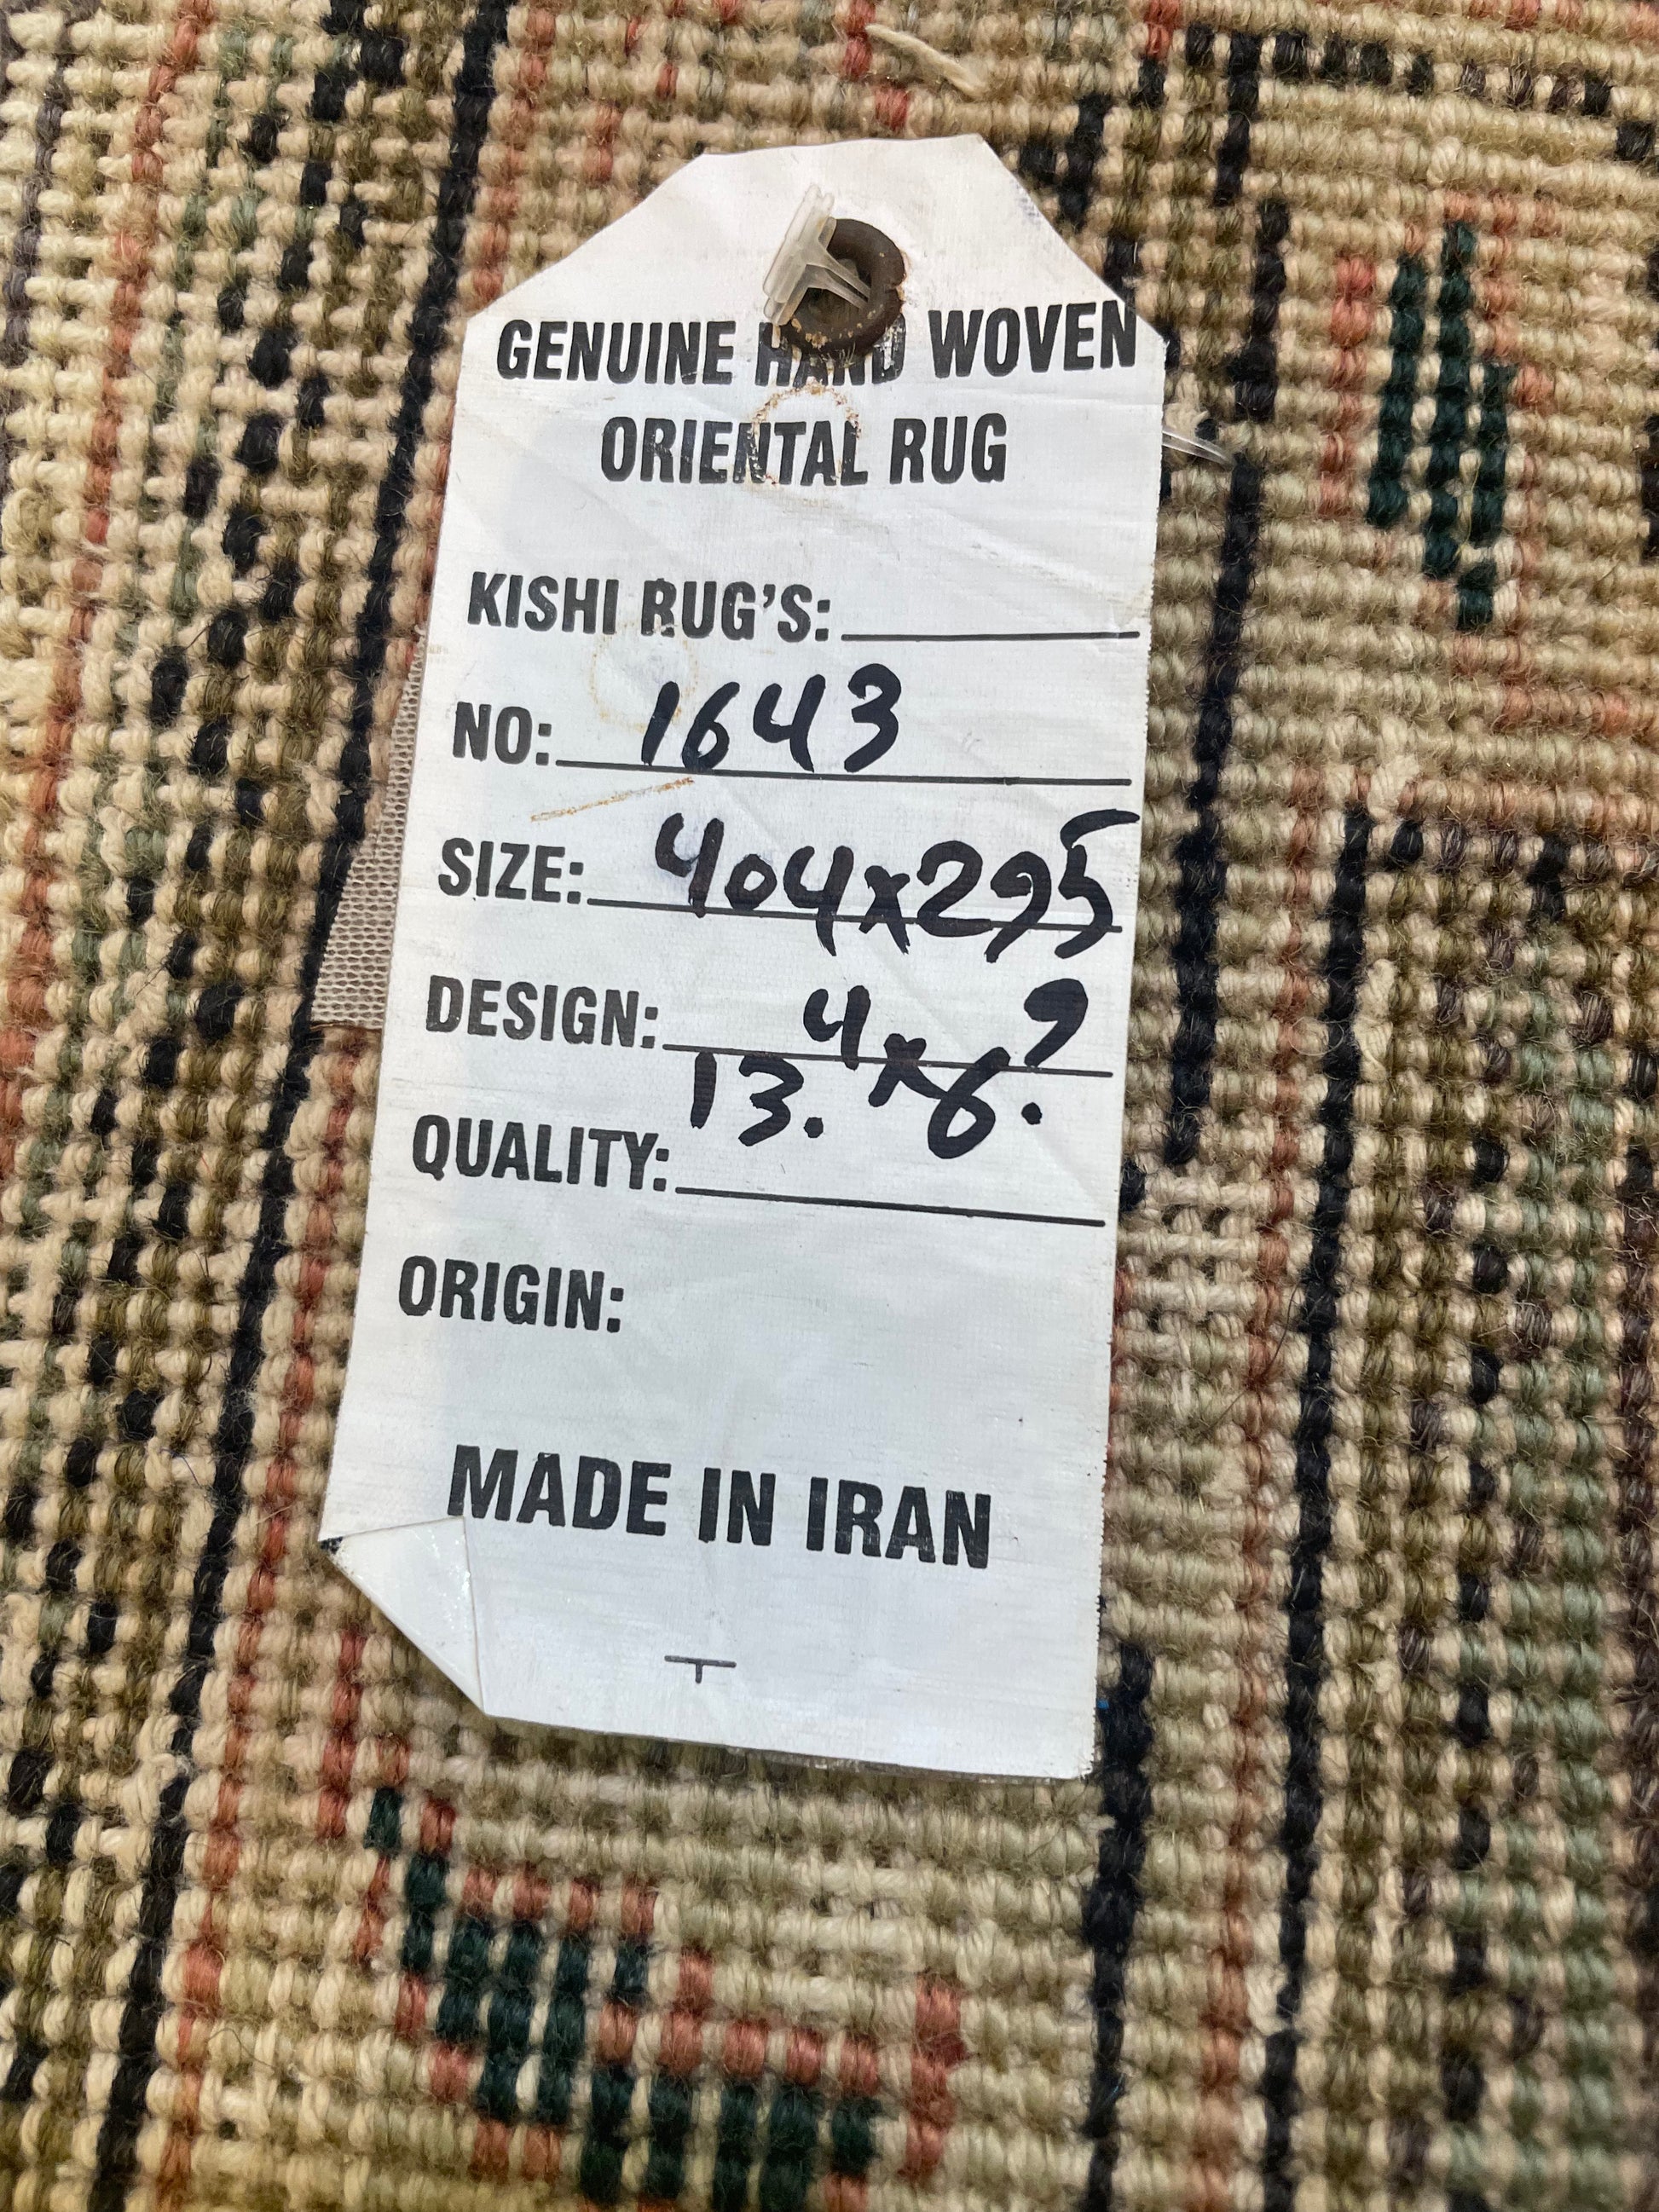 GENUINE HAND WOVEN
ORIENTAL RUG
KISHI RUG'S:
NO: 1643
SIZE: 404x295
DESIGN: 13.4x6.9
QUALITY:
ORIGIN:
MADE IN IRAN